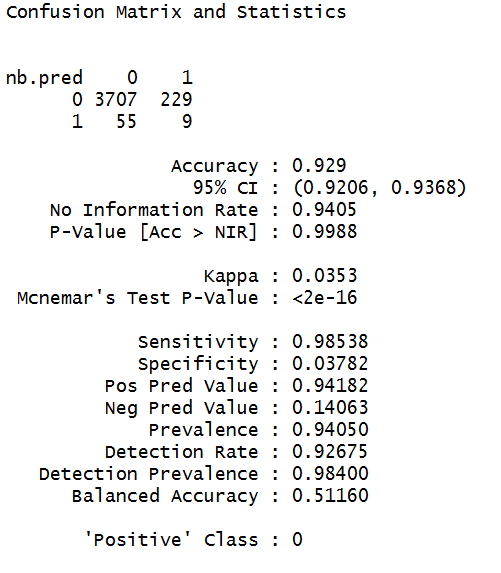 Confusion Matrix and Statistics
nb.pred 0 1
0 3707 229
1 55 9
Accuracy : 0.929
95% CI : (0.9206, 0.9368)
No Information Rate : 0.9405
P-Value [Acc > NIR] : 0.9988
Kappa : 0.0353
Mcnemar's Test P-Value : <2e-16
Sensitivity : 0.98538
Specificity : 0.03782
Pos Pred Value : 0.94182
Neg Pred Value : 0.14063
Prevalence : 0.94050
Detection Rate : 0.92675
Detection Prevalence : 0.98400
Balanced Accuracy : 0.51160
'Positive' Class : 0